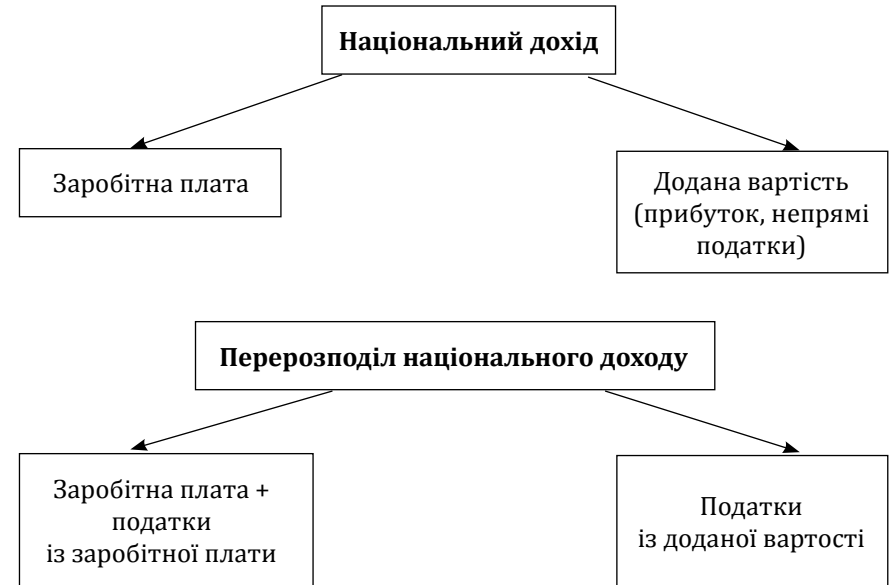 Національний дохід
Заробітна плата
Додана вартість
(прибуток, непрямі
податки)
Перерозподіл національного доходу
Заробітна плата +
податки
із заробітної плати
Податки
із доданої вартості